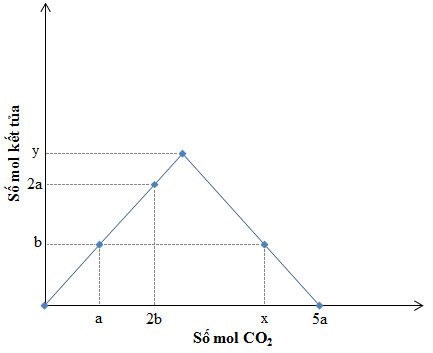 Số mol kết tủa
y
2a
b
a
2b
x
5a
Số mol CO₂